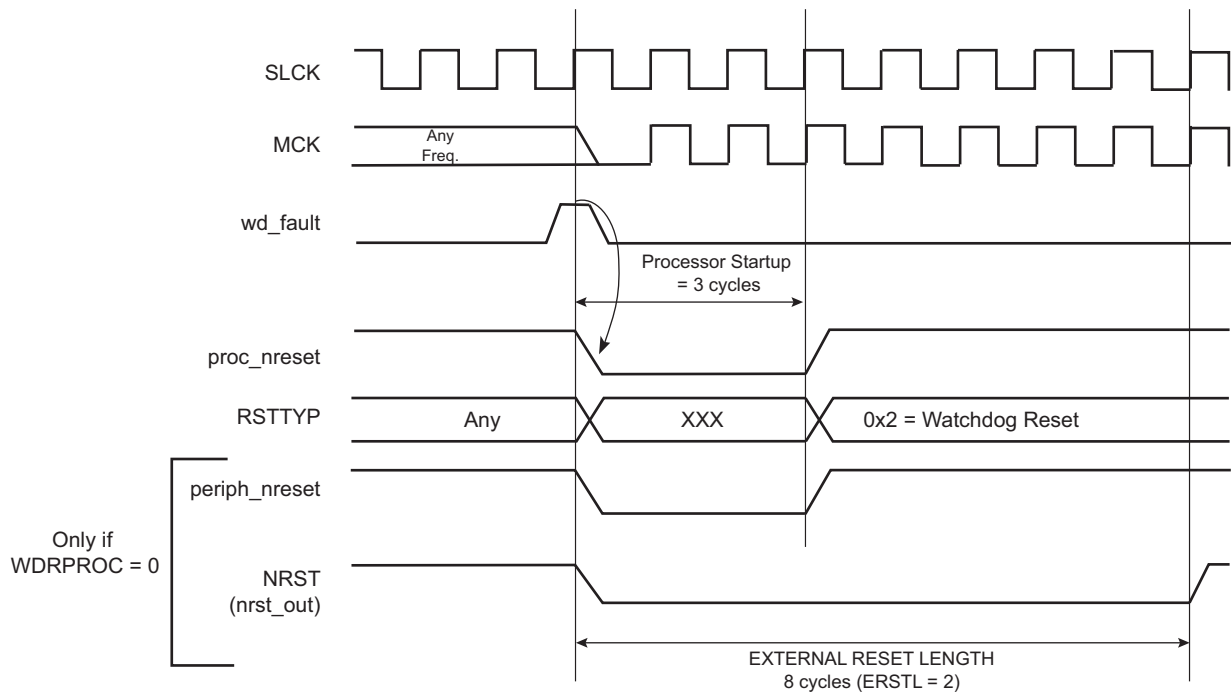 SLCK
MCK
Any
Freq.
wd_fault
Processor Startup
= 3 cycles
proc_nreset
RSTTYP
Any
XXX
0x2 = Watchdog Reset
periph_nreset
Only if
WDRPROC = 0
NRST
(nrst_out)
EXTERNAL RESET LENGTH
8 cycles (ERSTL = 2)